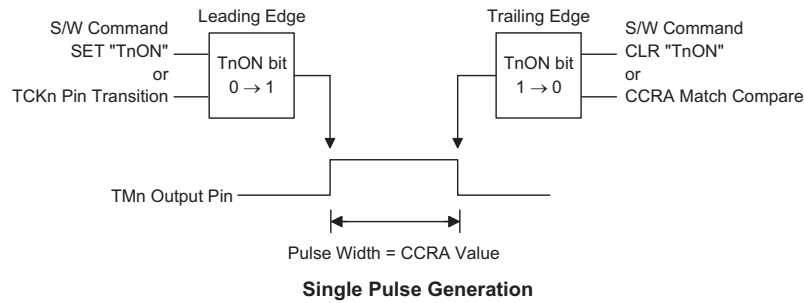 Leading Edge
S/W Command
SET "TnON"
or
TCKn Pin Transition
TnON bit
0 → 1
Trailing Edge
TnON bit
1 → 0
S/W Command
CLR "TnON"
or
CCRA Match Compare
TMn Output Pin
Pulse Width = CCRA Value
Single Pulse Generation